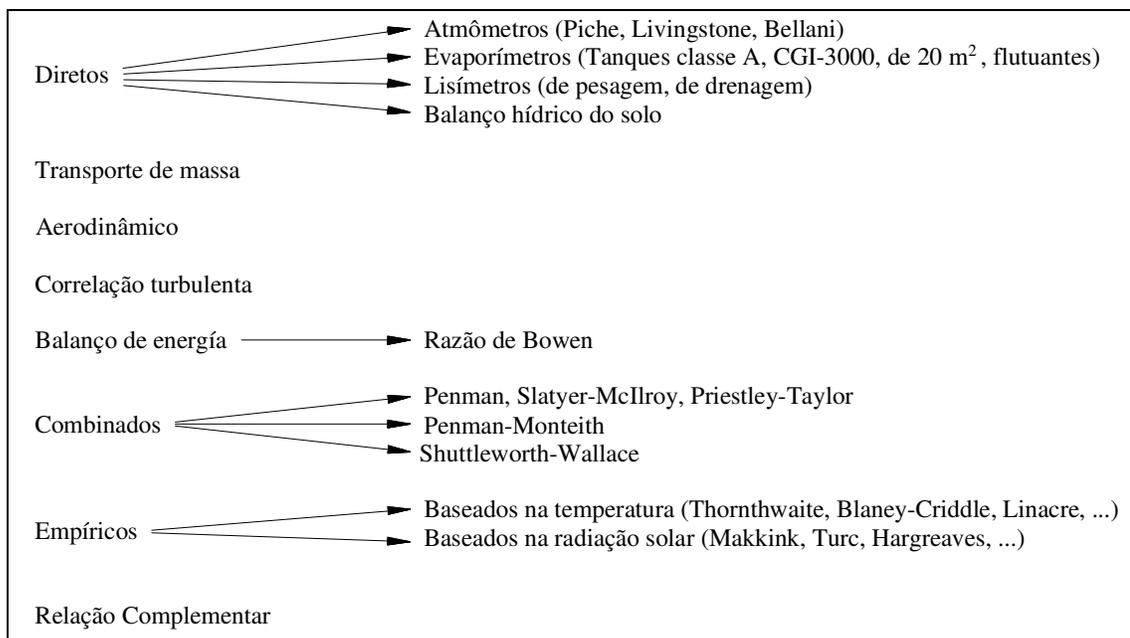 Atmômetros (Piche, Livingstone, Bellani)
Evaporímetros (Tanques classe A, CGI-3000, de 20 m², flutuantes)
Diretos
Lisímetros (de pesagem, de drenagem)
Balanço hídrico do solo
Transporte de massa
Aerodinâmico
Correlação turbulenta
Balanço de energía
Razão de Bowen
Penman, Slatyer-McIlroy, Priestley-Taylor
Combinados
Penman-Monteith
Shuttleworth-Wallace
Baseados na temperatura (Thornthwaite, Blaney-Criddle, Linacre, ...)
Empíricos
Baseados na radiação solar (Makkink, Turc, Hargreaves, ...)
Relação Complementar